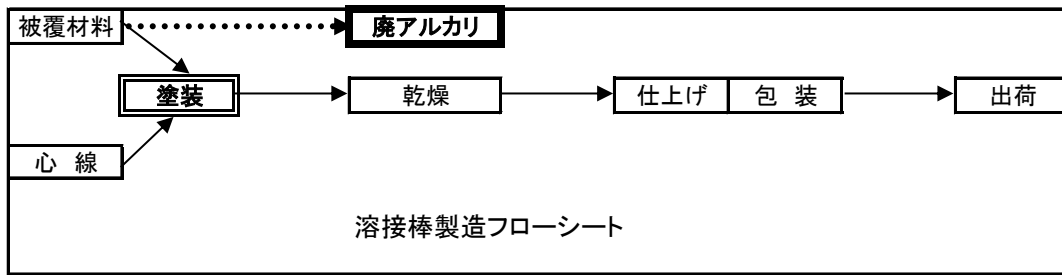 被覆材料
廃アルカリ
塗装
乾燥
仕上げ
包 装
出荷
心 線
溶接棒製造フローシート